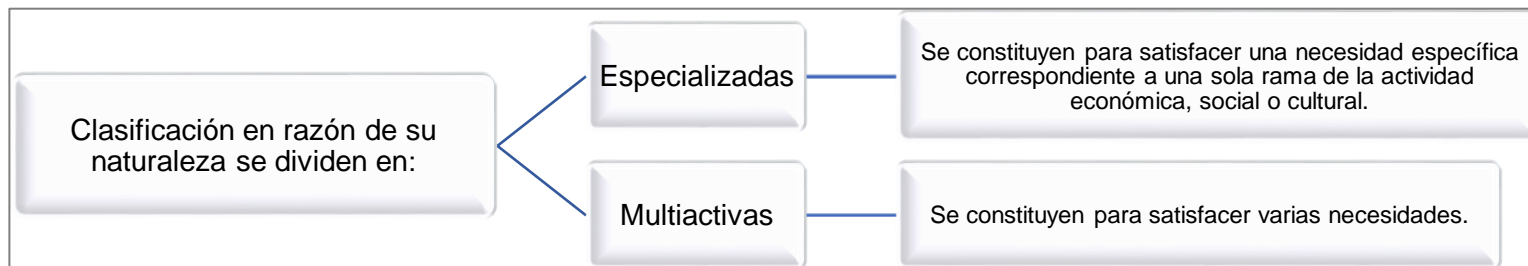 Clasificación en razón de su
naturaleza se dividen en:
Especializadas
Se constituyen para satisfacer una necesidad específica
correspondiente a una sola rama de la actividad
económica, social o cultural.
Multiactivas
Se constituyen para satisfacer varias necesidades.